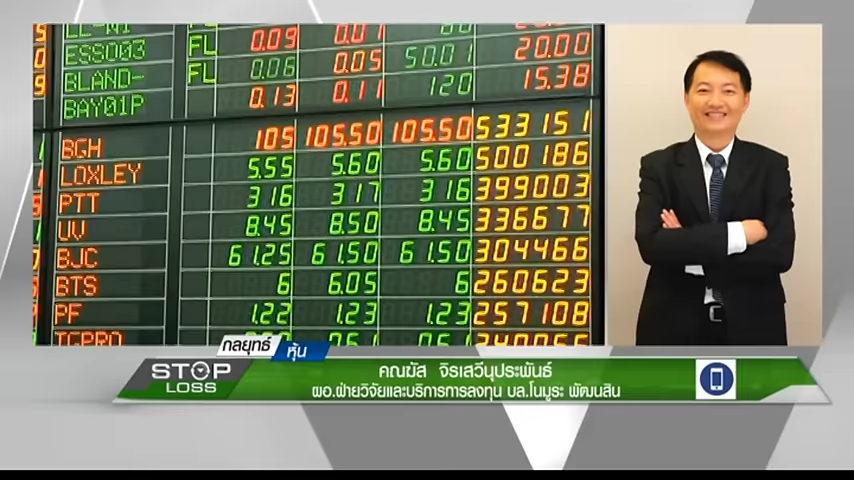 ESSO03 FL 0.09 0.07 20.00
BLAND- FL 0.06 0.05 50.01 15.38
BAY01P 0.13 0.11 120
BGH 105 105.50 105.50 533151
LOXLEY 5.55 5.60 5.60 500186
PTT 316 317 316 399003
UV 8.45 8.50 8.45 336677
BJC 61.25 61.50 61.50 304466
BTS 6 6.05 6 260623
PF 1.22 1.23 1.23 257108
กลยุทธ์ หุ้น
STOP LOSS
คณฆัส จิรเสวีนุประพันธ์
ผอ.ฝ่ายวิจัยและบริการการลงทุน บล.โนมูระ พัฒนสิน